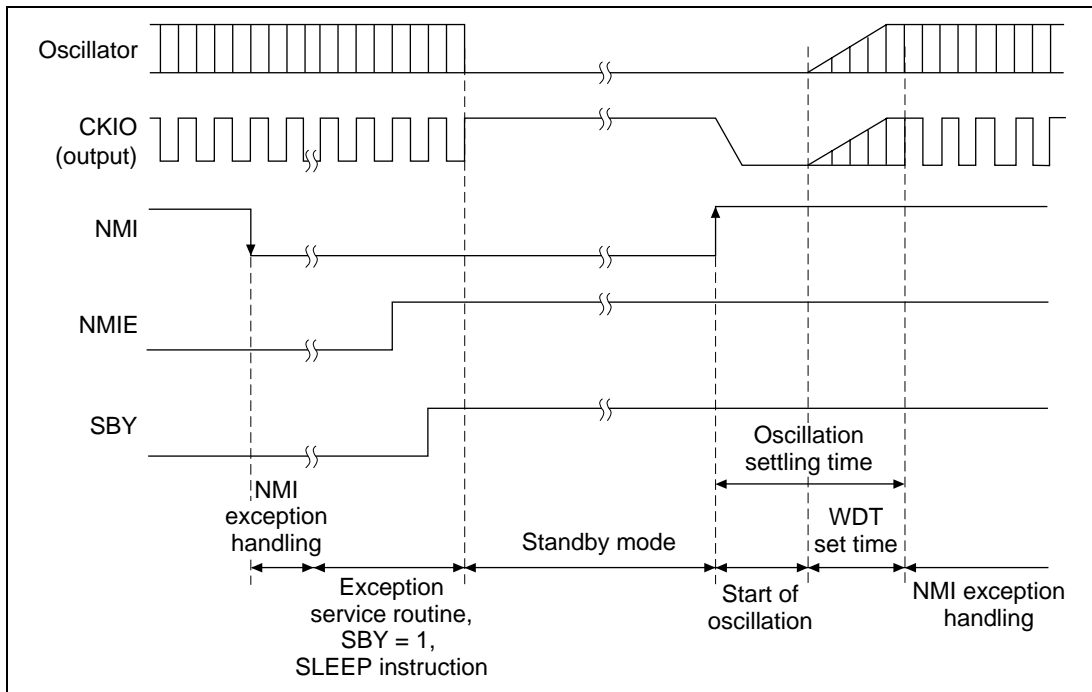 Oscillator
CKIO
(output)
NMI
NMIE
SBY
Oscillation
settling time
NMI
exception
handling
Exception
service routine,
SBY = 1,
SLEEP instruction
Standby mode
Start of
oscillation
WDT
set time
NMI exception
handling